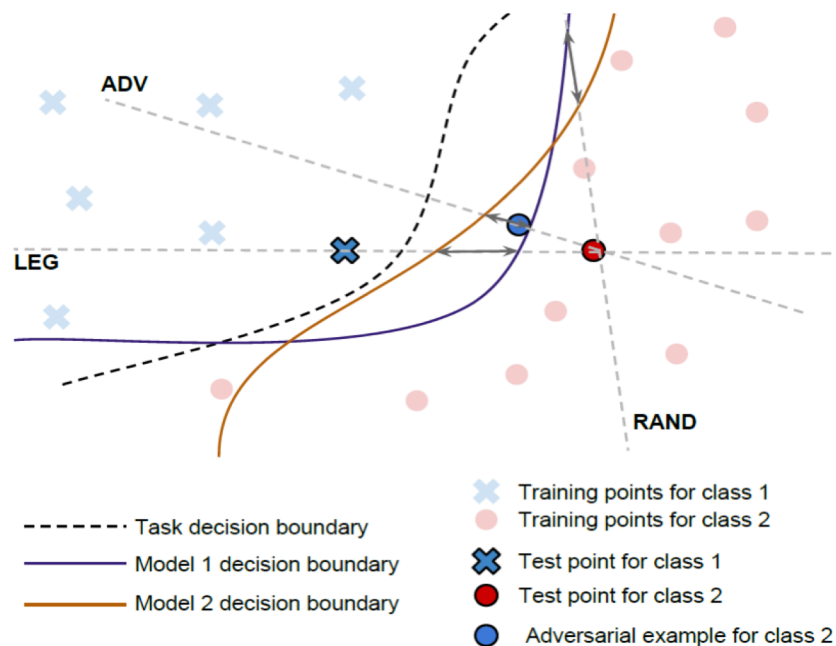 ADV
LEG
RAND
Task decision boundary
Model 1 decision boundary
Model 2 decision boundary
Training points for class 1
Training points for class 2
Test point for class 1
Test point for class 2
Adversarial example for class 2